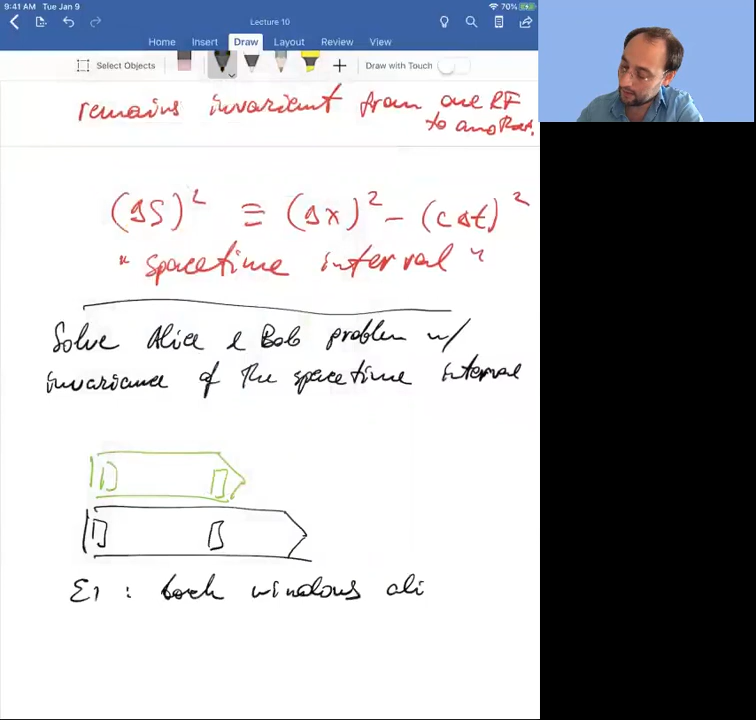 9:41 AM Tue Jan 9
70%
Lecture 10
Home Insert Draw Layout Review View
Select Objects
Draw with Touch
remains invarient from one RF
to another.
(ΔS)² ≡ (Δx)² - (cΔt)²
"spacetime interval"
Solve Alice & Bob problem w/
invariance of the spacetime interval
E1 : back windows ali